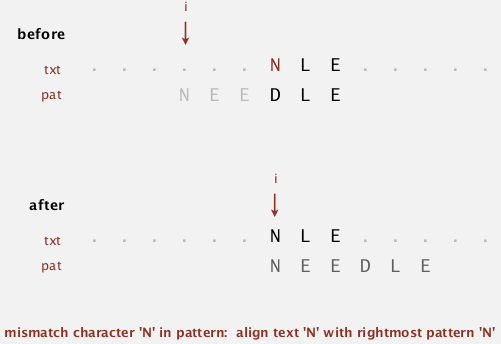 i
before
txt . . . . . . N L E . . . . .
pat N E E D L E
i
after
txt . . . . . . N L E . . . . .
pat N E E D L E
mismatch character 'N' in pattern: align text 'N' with rightmost pattern 'N'